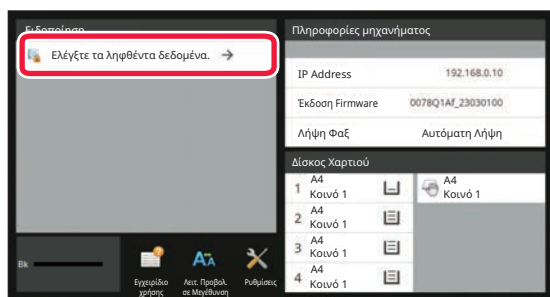 Ειδοποίηση
Ελέγξτε τα ληφθέντα δεδομένα.
Πληροφορίες μηχανήματος
IP Address 192.168.0.10
Έκδοση Firmware 0078Q1Af_23030100
Λήψη Φαξ Αυτόματη Λήψη
Δίσκος Χαρτιού
1 A4
Κοινό 1
A4
Κοινό 1
2 A4
Κοινό 1
3 A4
Κοινό 1
4 A4
Κοινό 1
Bk
Εγχειρίδιο
χρήσης
Λειτ. Προβολ.
σε Μεγέθυνση
Ρυθμίσεις